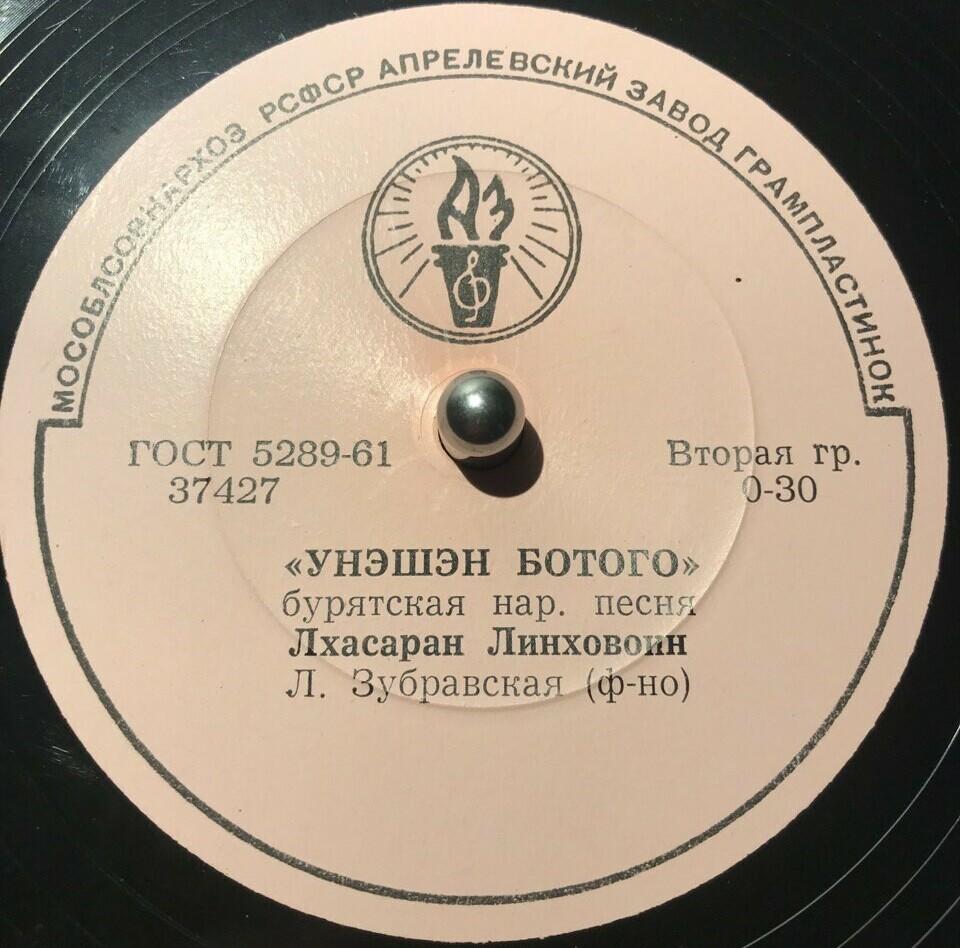 МОСОБЛСОВНАРХОЗ РСФСР АПРЕЛЕВСКИЙ ЗАВОД ГРАМПЛАСТИНОК
АЗ
ГОСТ 5289-61
37427
Вторая гр.
0-30
«УНЭШЭН БОТОГО»
бурятская нар. песня
Лхасаран Линховоин
Л. Зубравская (ф-но)